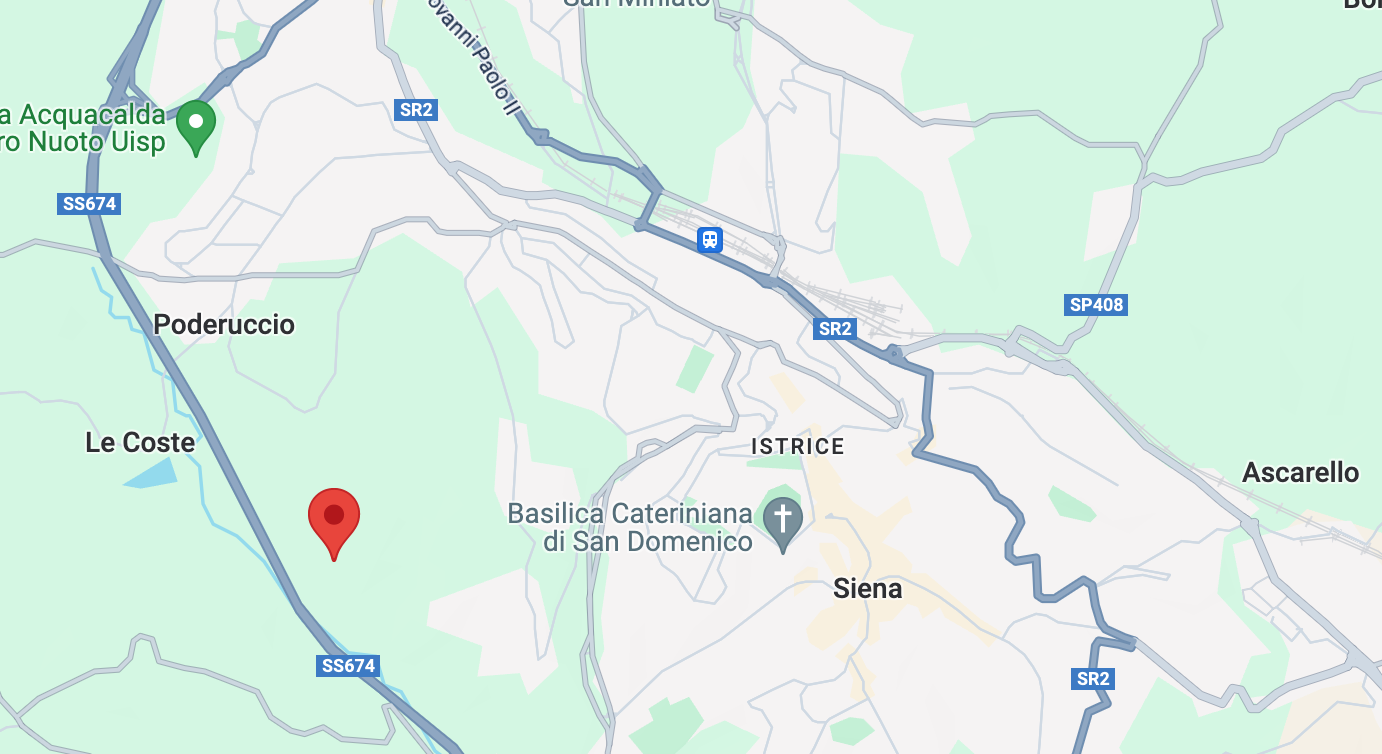 San Miniato
ovanni Paolo II
SR2
a Acquacalda
ro Nuoto Uisp
SS674
SP408
Poderuccio
SR2
Le Coste
ISTRICE
Ascarello
Basilica Cateriniana
di San Domenico
Siena
SS674
SR2